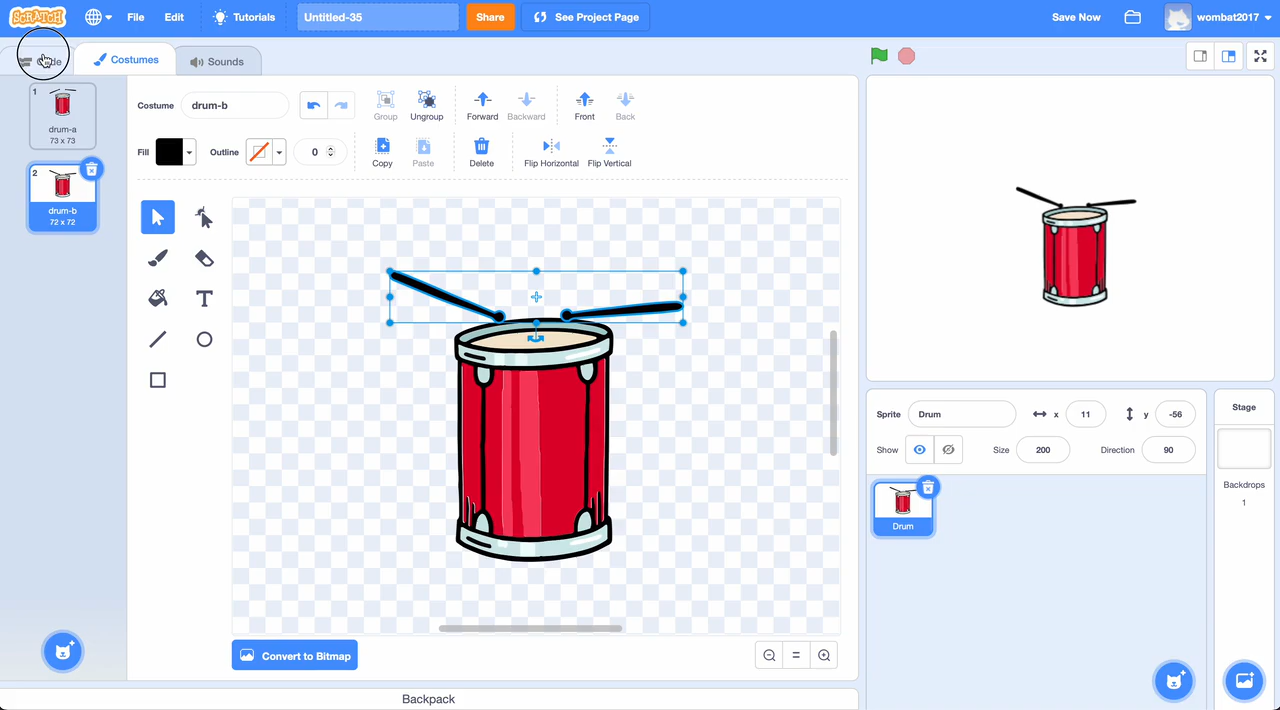 SCRATCH File Edit Tutorials Untitled-35 Share See Project Page Save Now wombat2017
Costumes Sounds
1
drum-a
73 x 73
2
drum-b
72 x 72
Costume drum-b Group Ungroup Forward Backward Front Back
Fill Outline 0 Copy Paste Delete Flip Horizontal Flip Vertical
T
Convert to Bitmap
Sprite Drum x 11 y -56
Show Size 200 Direction 90
Drum
Stage
Backdrops
1
Backpack